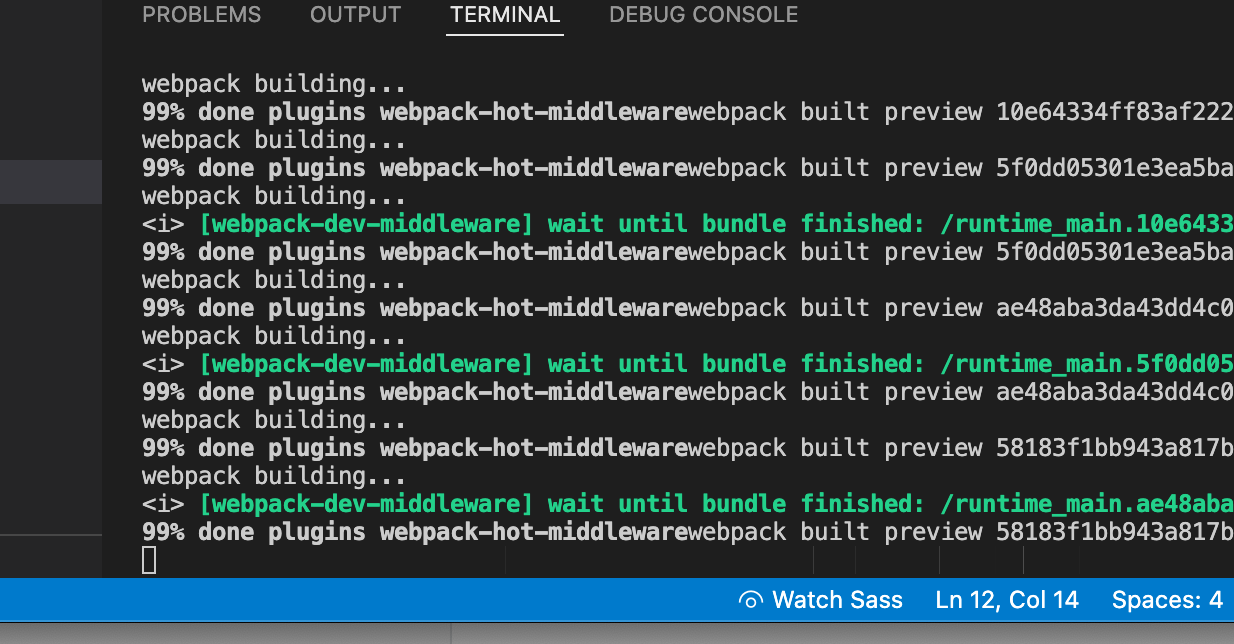 PROBLEMS OUTPUT TERMINAL DEBUG CONSOLE
webpack building...
99% done plugins webpack-hot-middlewarewebpack built preview 10e64334ff83af222
webpack building...
99% done plugins webpack-hot-middlewarewebpack built preview 5f0dd05301e3ea5ba
webpack building...
<i> [webpack-dev-middleware] wait until bundle finished: /runtime_main.10e6433
99% done plugins webpack-hot-middlewarewebpack built preview 5f0dd05301e3ea5ba
webpack building...
99% done plugins webpack-hot-middlewarewebpack built preview ae48aba3da43dd4c0
webpack building...
<i> [webpack-dev-middleware] wait until bundle finished: /runtime_main.5f0dd05
99% done plugins webpack-hot-middlewarewebpack built preview ae48aba3da43dd4c0
webpack building...
99% done plugins webpack-hot-middlewarewebpack built preview 58183f1bb943a817b
webpack building...
<i> [webpack-dev-middleware] wait until bundle finished: /runtime_main.ae48aba
99% done plugins webpack-hot-middlewarewebpack built preview 58183f1bb943a817b
Watch Sass Ln 12, Col 14 Spaces: 4